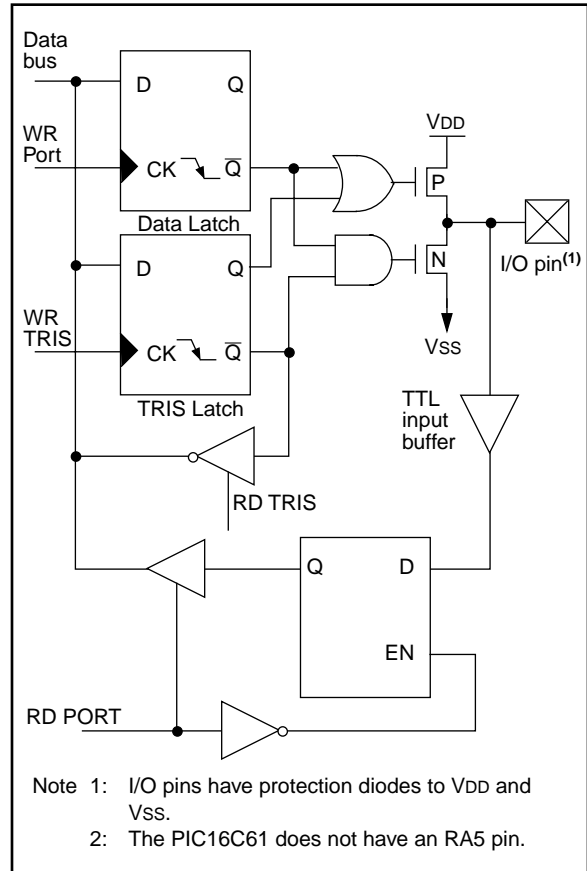 Data
bus
D Q
VDD
WR
Port
CK Q̅
P
Data Latch
D Q
N
I/O pin(1)
WR
TRIS
CK Q̅
VSS
TRIS Latch
TTL
input
buffer
RD TRIS
Q D
EN
RD PORT
Note 1: I/O pins have protection diodes to VDD and
VSS.
2: The PIC16C61 does not have an RA5 pin.